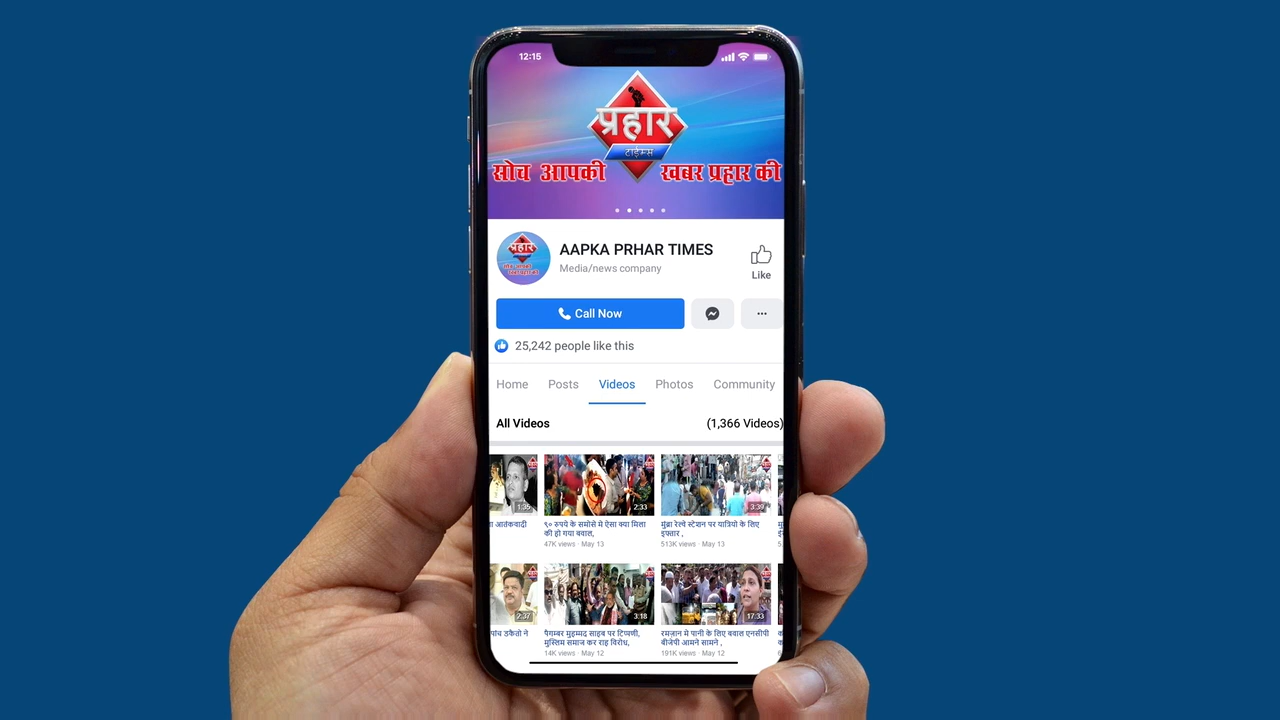 12:15
प्रहार
टाईम्स
सोच आपकी खबर प्रहार की
प्रहार
AAPKA PRHAR TIMES
Media/news company
Like
Call Now
25,242 people like this
Home Posts Videos Photos Community
All Videos (1,366 Videos)
1:35 2:33 3:39
आतंकवादी
९० रुपये के समोसे मे ऐसा क्या मिला
की हो गया बवाल,
47K views · May 13
मुंब्रा रेल्वे स्टेशन पर यात्रियो के लिए
इफ्तार ,
513K views · May 13
2:37 3:18 17:33
पांच डकैतो ने
पैगम्बर मुहम्मद साहब पर टिप्पणी,
मुस्लिम समाज कर राह विरोध,
14K views · May 12
रमज़ान मे पानी के लिए बवाल एनसीपी
बीजेपी आमने सामने ,
191K views · May 12